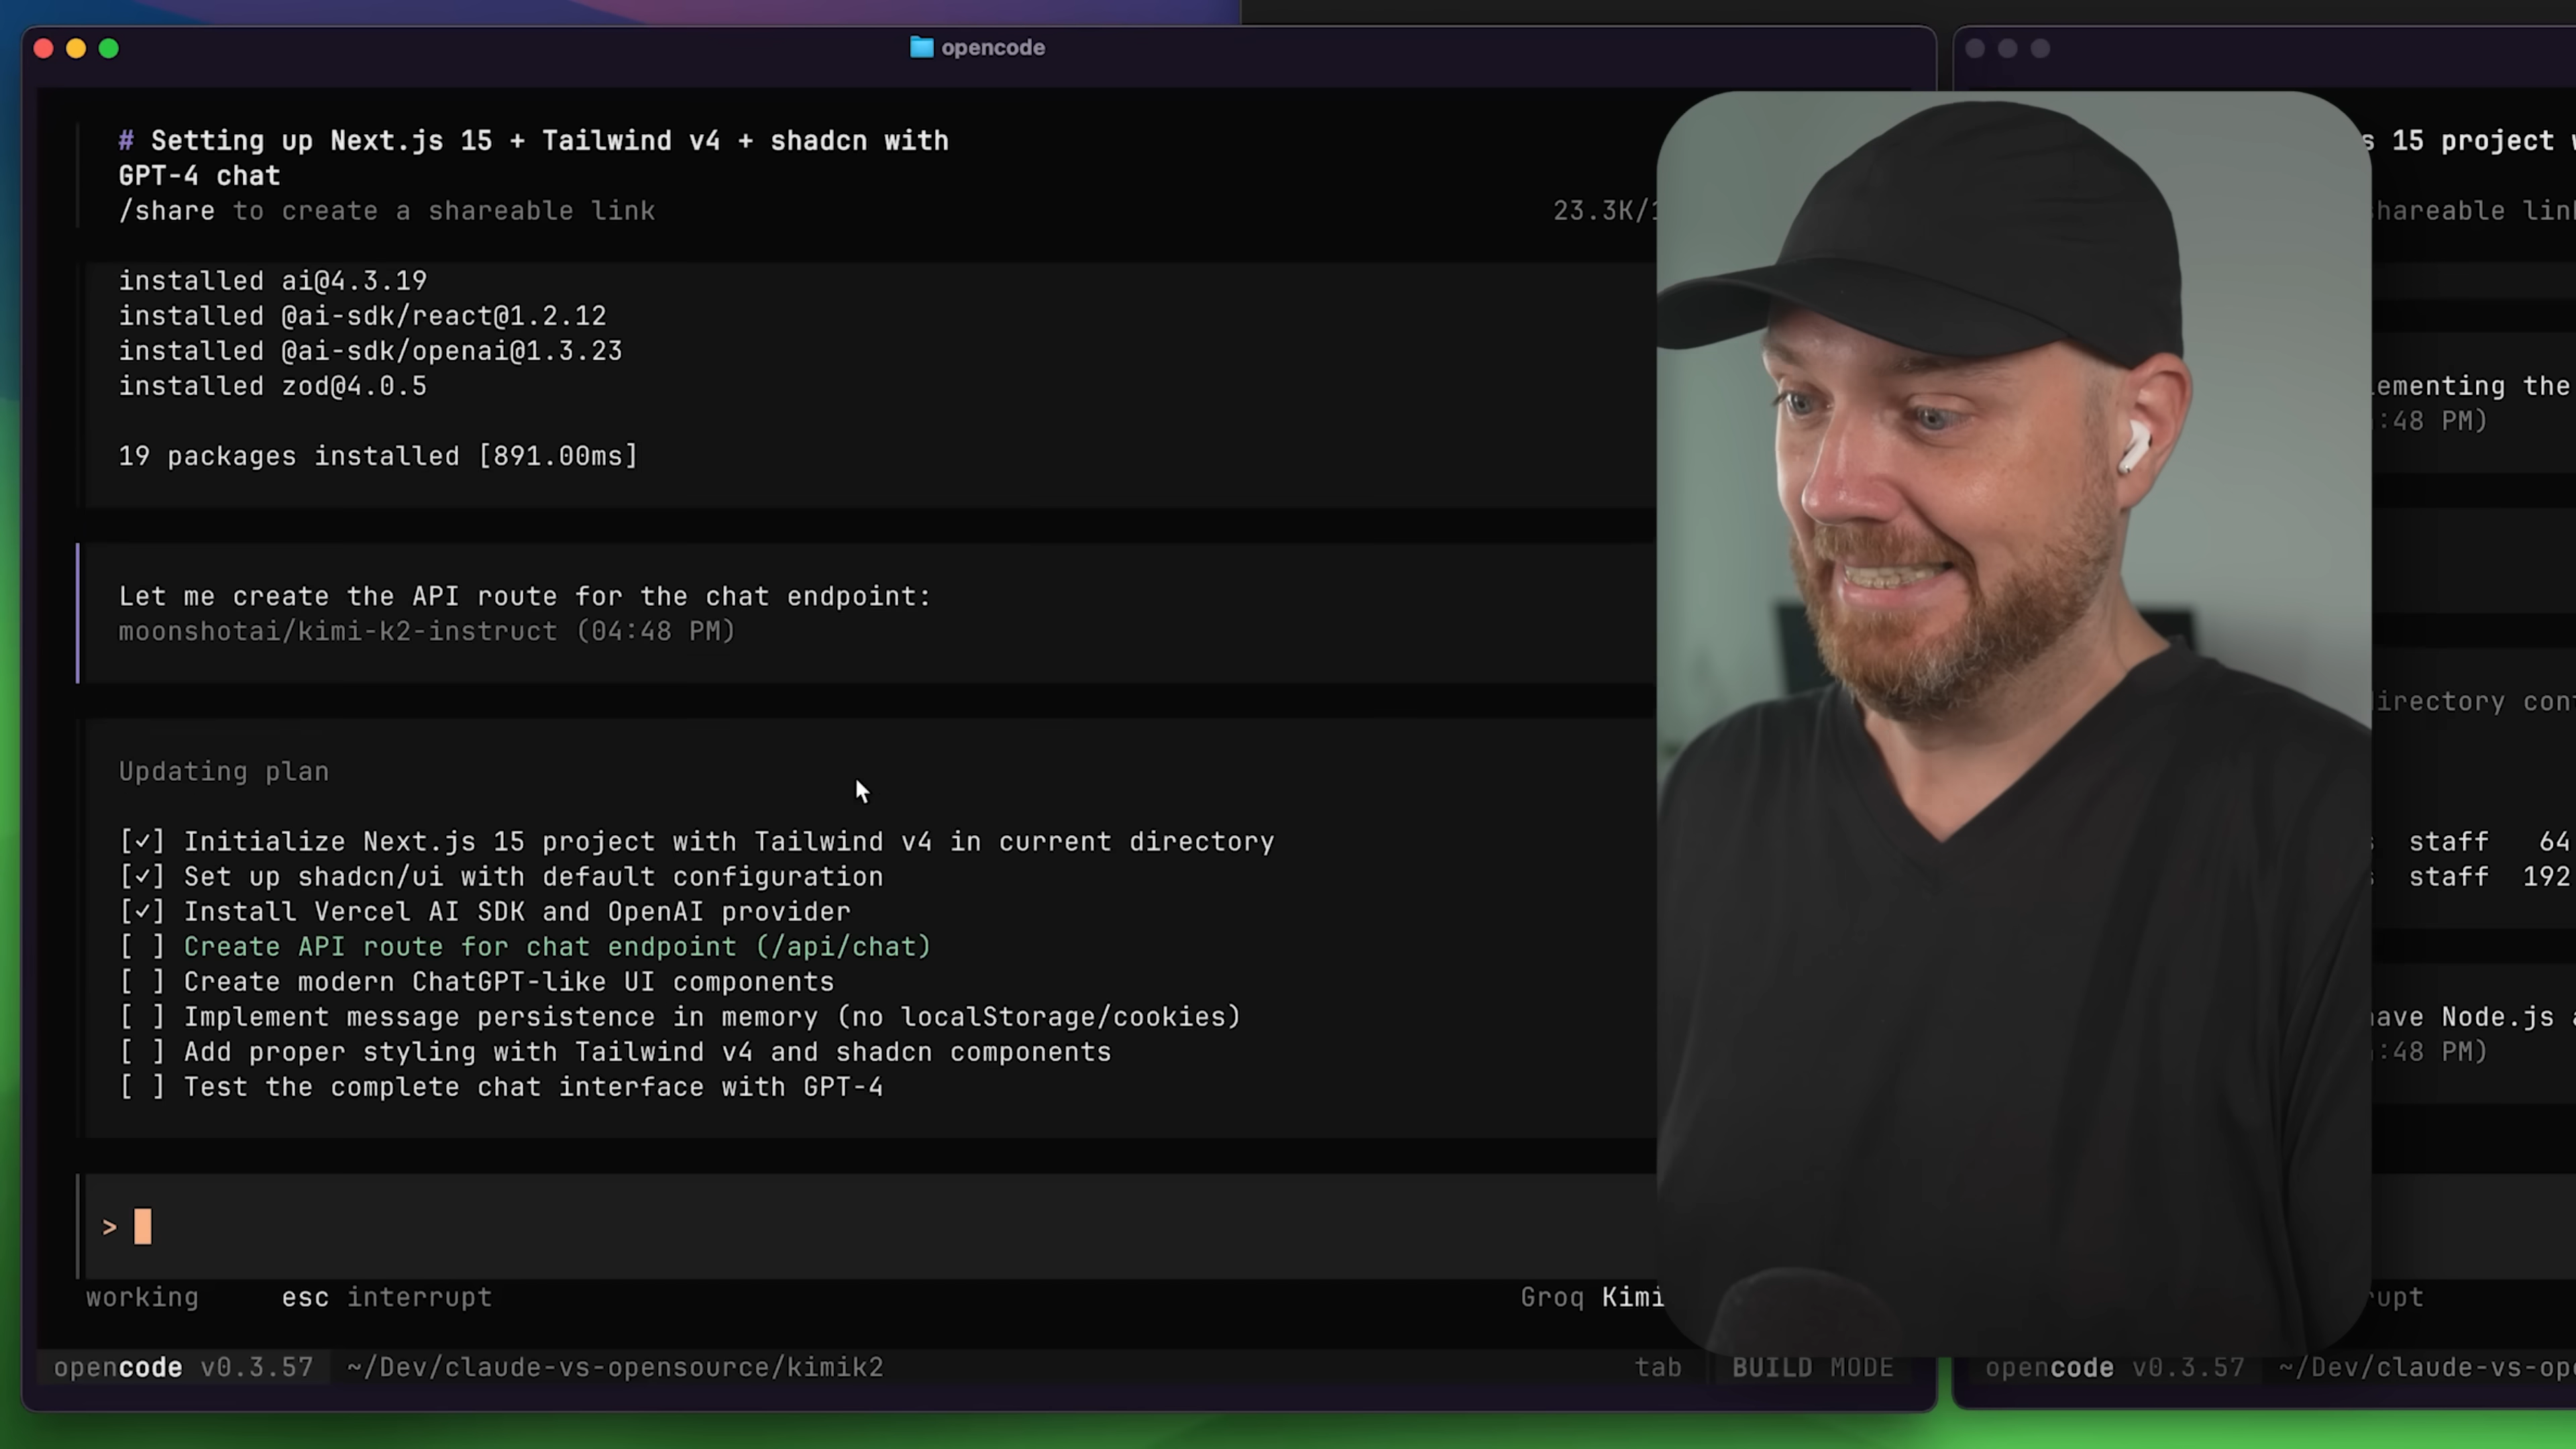 opencode
# Setting up Next.js 15 + Tailwind v4 + shadcn with
GPT-4 chat
/share to create a shareable link
23.3K/
installed ai@4.3.19
installed @ai-sdk/react@1.2.12
installed @ai-sdk/openai@1.3.23
installed zod@4.0.5
19 packages installed [891.00ms]
Let me create the API route for the chat endpoint:
moonshotai/kimi-k2-instruct (04:48 PM)
Updating plan
[✓] Initialize Next.js 15 project with Tailwind v4 in current directory
[✓] Set up shadcn/ui with default configuration
[✓] Install Vercel AI SDK and OpenAI provider
[ ] Create API route for chat endpoint (/api/chat)
[ ] Create modern ChatGPT-like UI components
[ ] Implement message persistence in memory (no localStorage/cookies)
[ ] Add proper styling with Tailwind v4 and shadcn components
[ ] Test the complete chat interface with GPT-4
>
working esc interrupt Groq Kimi
opencode v0.3.57 ~/Dev/claude-vs-opensource/kimik2 tab BUILD MODE
15 project
:48 PM)
staff 64
staff 192
Node.js
:48 PM)
opencode v0.3.57 ~/Dev/claude-vs-op